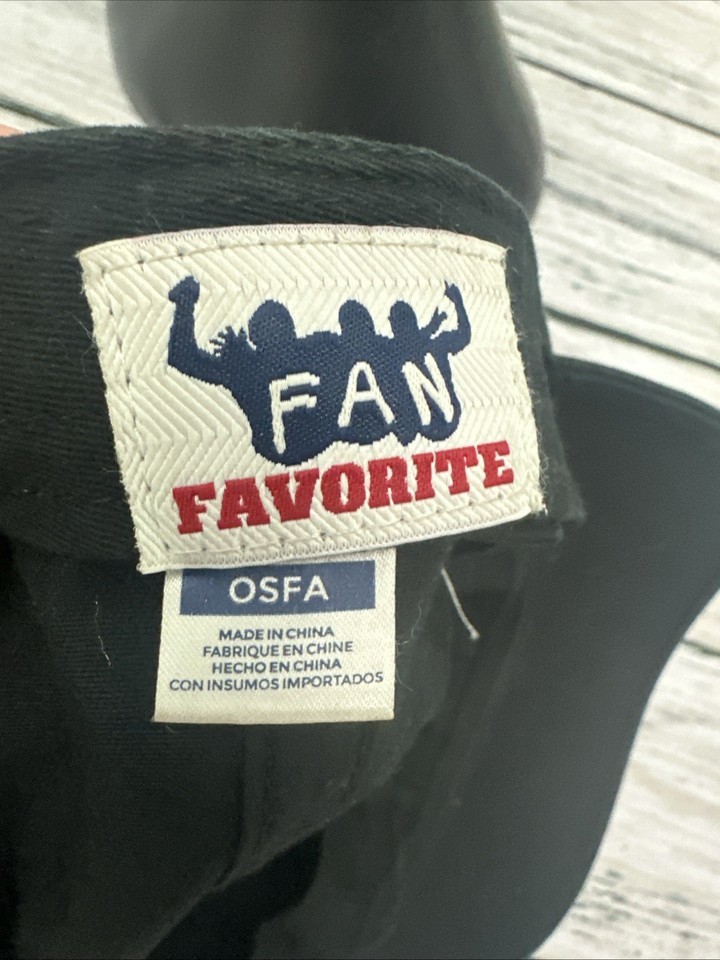 FAN
FAVORITE
OSFA
MADE IN CHINA
FABRIQUE EN CHINE
HECHO EN CHINA
CON INSUMOS IMPORTADOS